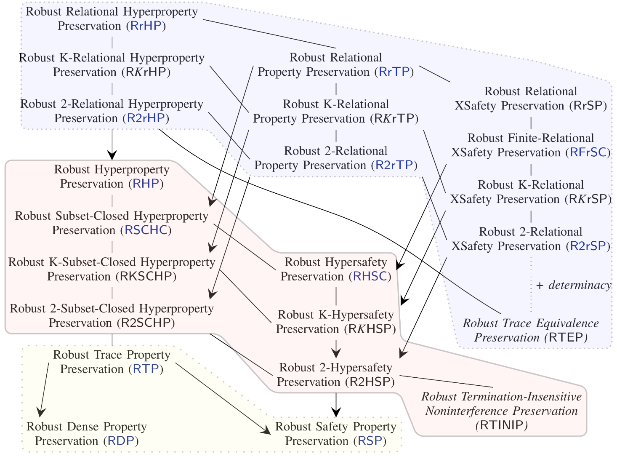 Robust Relational Hyperproperty
Preservation (RrHP)
Robust K-Relational Hyperproperty
Preservation (RKrHP)
Robust 2-Relational Hyperproperty
Preservation (R2rHP)
Robust Relational
Property Preservation (RrTP)
Robust K-Relational
Property Preservation (RKrTP)
Robust 2-Relational
Property Preservation (R2rTP)
Robust Relational
XSafety Preservation (RrSP)
Robust Finite-Relational
XSafety Preservation (RFrSC)
Robust K-Relational
XSafety Preservation (RKrSP)
Robust 2-Relational
XSafety Preservation (R2rSP)
+ determinacy
Robust Trace Equivalence
Preservation (RTEP)
Robust Hyperproperty
Preservation (RHP)
Robust Subset-Closed Hyperproperty
Preservation (RSCHC)
Robust K-Subset-Closed Hyperproperty
Preservation (RKSCHP)
Robust 2-Subset-Closed Hyperproperty
Preservation (R2SCHP)
Robust Hypersafety
Preservation (RHSC)
Robust K-Hypersafety
Preservation (RKHSP)
Robust 2-Hypersafety
Preservation (R2HSP)
Robust Termination-Insensitive
Noninterference Preservation
(RTINIP)
Robust Trace Property
Preservation (RTP)
Robust Dense Property
Preservation (RDP)
Robust Safety Property
Preservation (RSP)